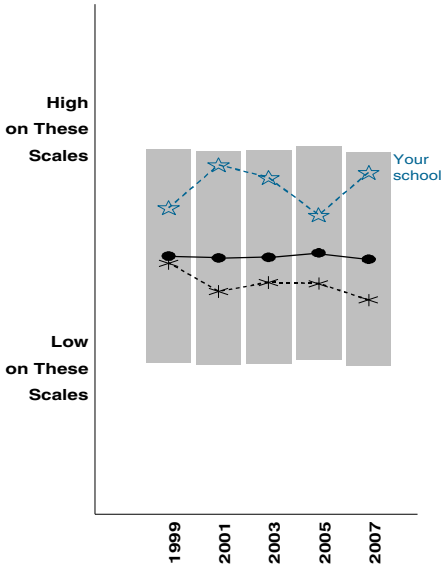 High
on These
Scales
Your
school
Low
on These
Scales
1999
2001
2003
2005
2007